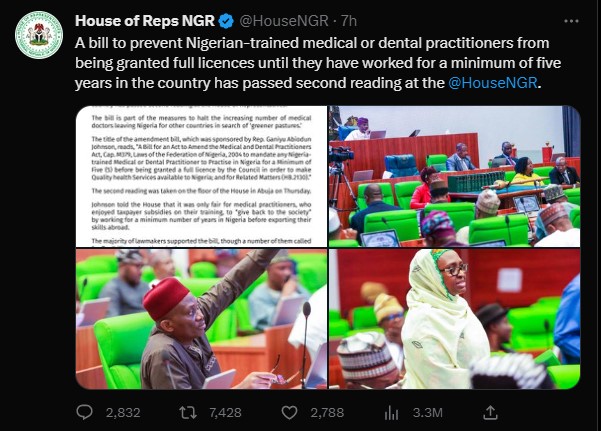 House of Reps NGR @HouseNGR · 7h
A bill to prevent Nigerian-trained medical or dental practitioners from
being granted full licences until they have worked for a minimum of five
years in the country has passed second reading at the @HouseNGR.
The bill is part of the measures to halt the increasing number of medical
doctors leaving Nigeria for other countries in search of 'greener pastures.'
The title of the amendment bill, which was sponsored by Rep. Ganiyu Abiodun
Johnson, reads, "A Bill for an Act to Amend the Medical and Dental Practitioners
Act, Cap. M379, Laws of the Federation of Nigeria, 2004 to mandate any Nigeria-
trained Medical or Dental Practitioner to Practise in Nigeria for a Minimum of
Five (5) before being granted a full licence by the Council in order to make
Quality health Services available to Nigeria; and for Related Matters (HB.2130)."
The second reading was taken on the floor of the House in Abuja on Thursday.
Johnson told the House that it was only fair for medical practitioners, who
enjoyed taxpayer subsidies on their training, to "give back to the society"
by working for a minimum number of years in Nigeria before exporting their
skills abroad.
The majority of lawmakers supported the bill, though a number of them called
2,832 7,428 2,788 3.3M